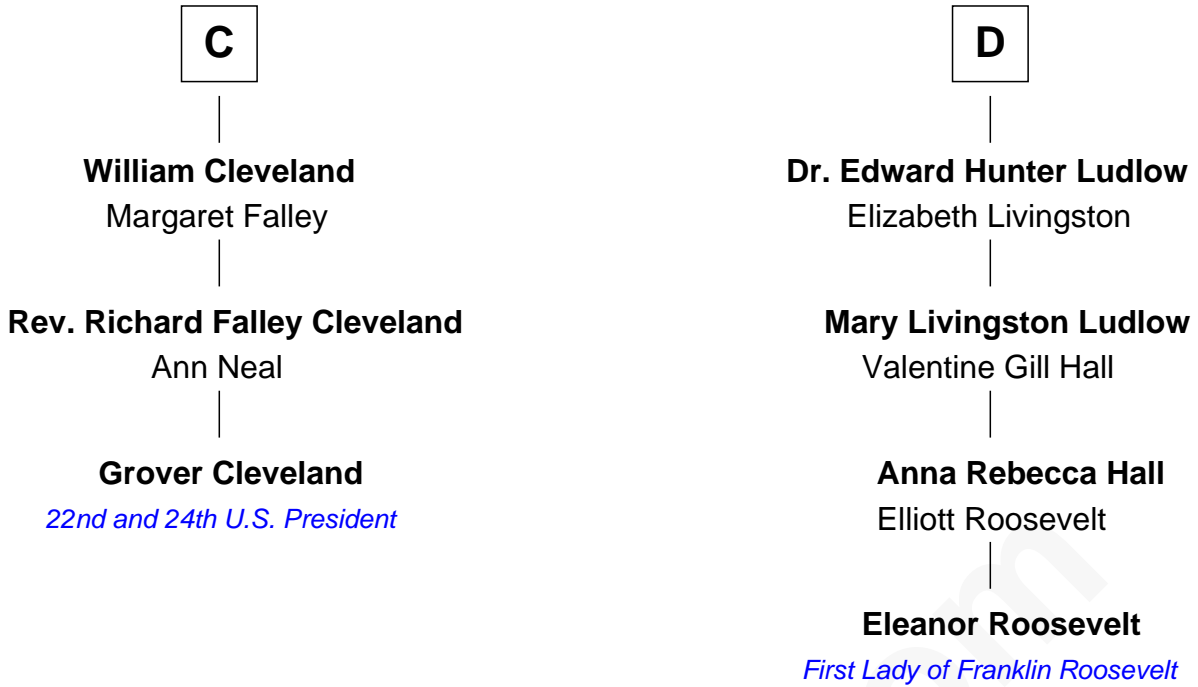 C
William Cleveland
Margaret Falley
Rev. Richard Falley Cleveland
Ann Neal
Grover Cleveland
22nd and 24th U.S. President
D
Dr. Edward Hunter Ludlow
Elizabeth Livingston
Mary Livingston Ludlow
Valentine Gill Hall
Anna Rebecca Hall
Elliott Roosevelt
Eleanor Roosevelt
First Lady of Franklin Roosevelt